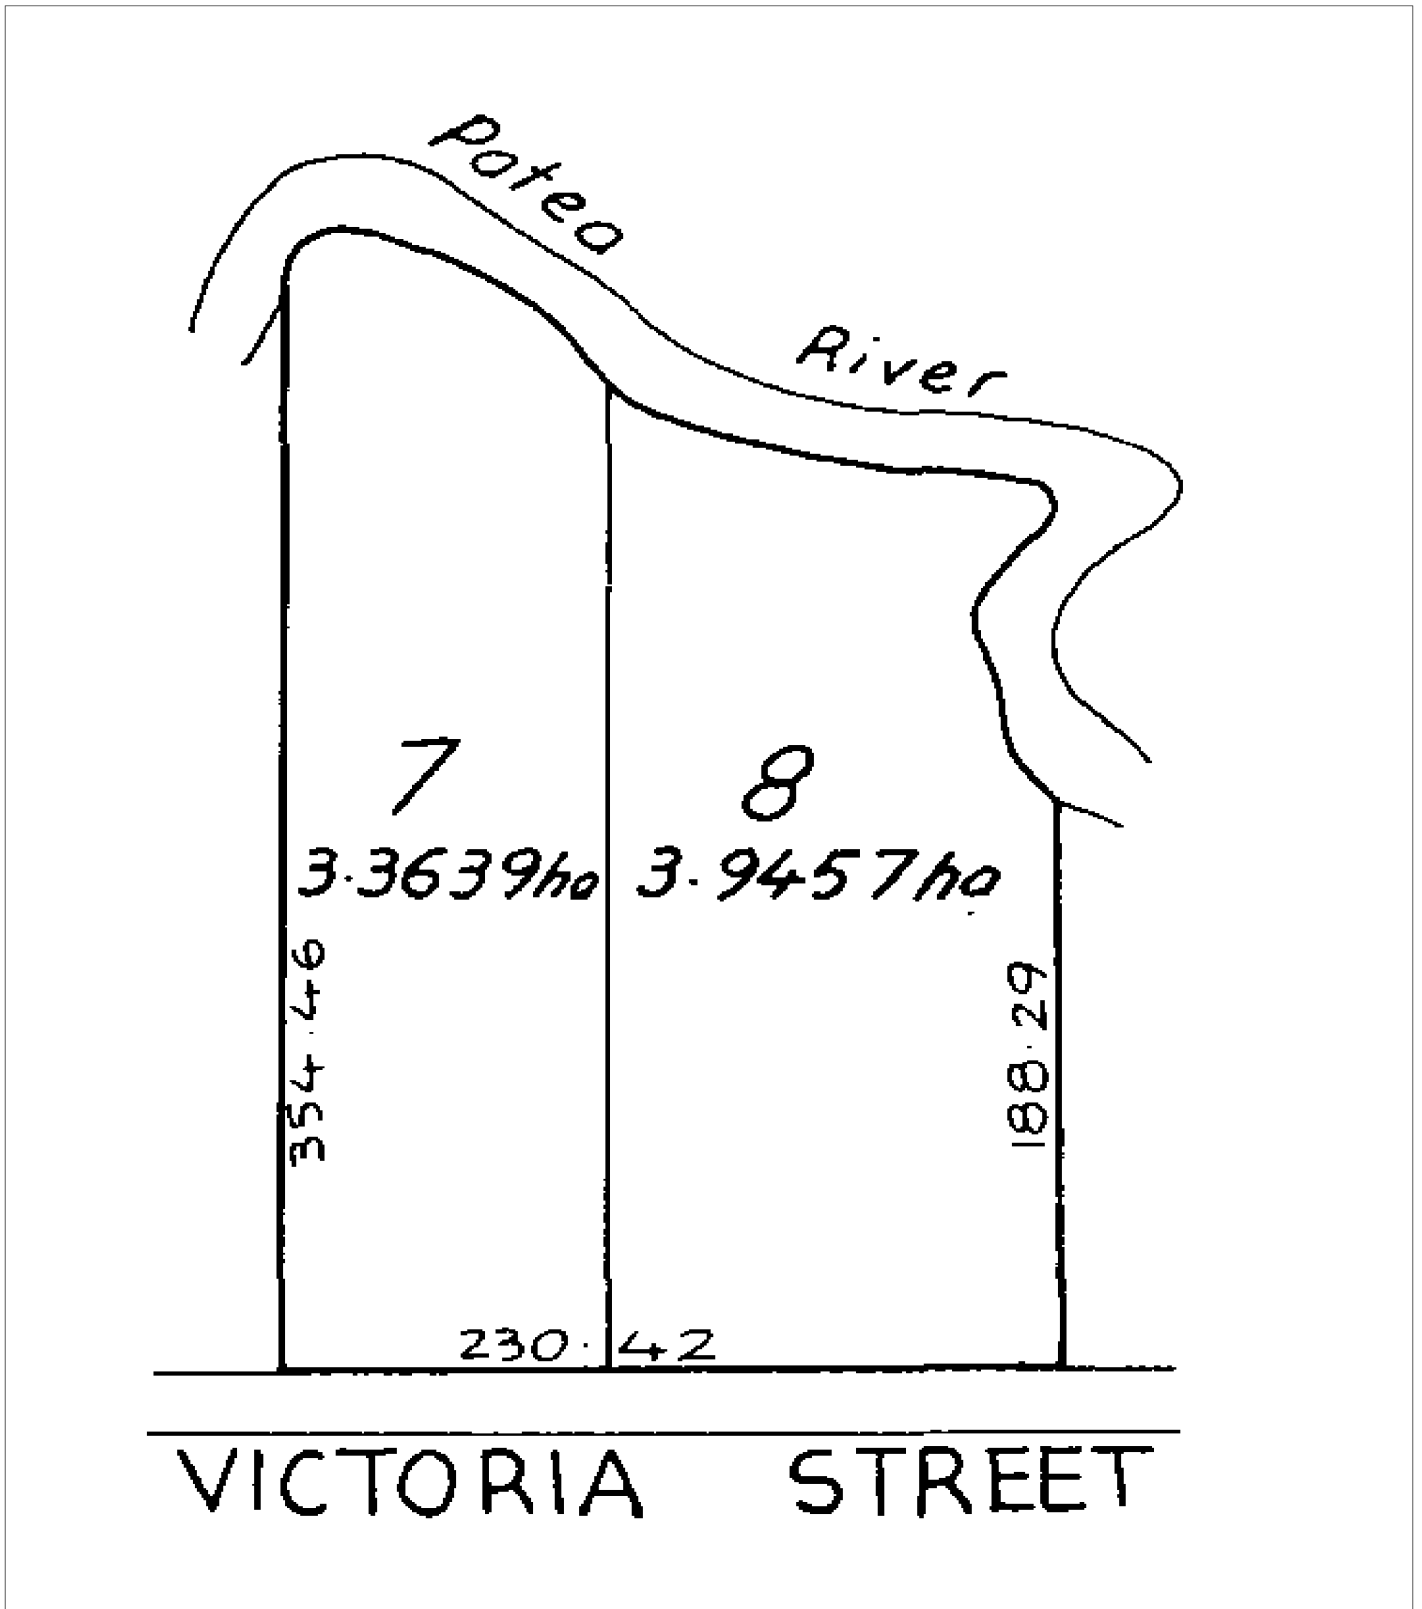 Patea
River
7
8
3.3639ha
3.9457ha
354.46
188.29
230.42
VICTORIA STREET